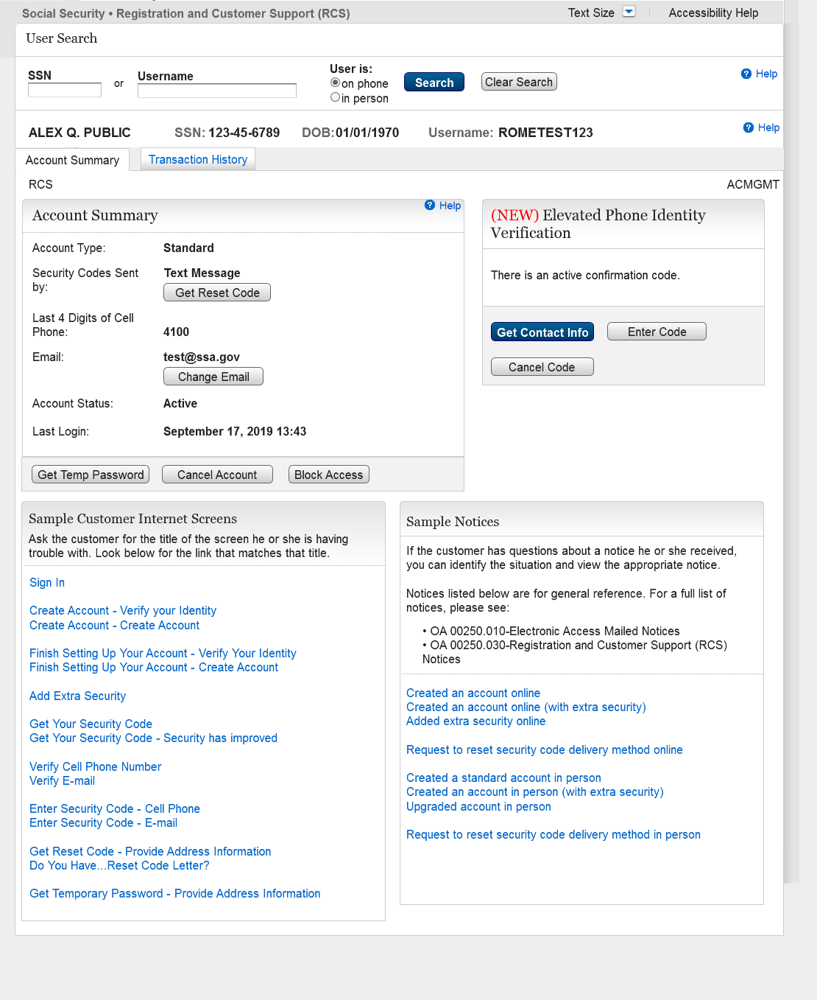 Social Security • Registration and Customer Support (RCS)
Text Size
Accessibility Help
User Search
SSN
or
Username
User is:
on phone
in person
Search
Clear Search
Help
ALEX Q. PUBLIC
SSN: 123-45-6789
DOB: 01/01/1970
Username: ROMETEST123
Help
Account Summary
Transaction History
RCS
ACMGMT
Account Summary
Help
Account Type: Standard
Security Codes Sent by: Text Message
Get Reset Code
Last 4 Digits of Cell Phone: 4100
Email: test@ssa.gov
Change Email
Account Status: Active
Last Login: September 17, 2019 13:43
Get Temp Password
Cancel Account
Block Access
(NEW) Elevated Phone Identity
Verification
There is an active confirmation code.
Get Contact Info
Enter Code
Cancel Code
Sample Customer Internet Screens
Ask the customer for the title of the screen he or she is having
trouble with. Look below for the link that matches that title.
Sign In
Create Account - Verify your Identity
Create Account - Create Account
Finish Setting Up Your Account - Verify Your Identity
Finish Setting Up Your Account - Create Account
Add Extra Security
Get Your Security Code
Get Your Security Code - Security has improved
Verify Cell Phone Number
Verify E-mail
Enter Security Code - Cell Phone
Enter Security Code - E-mail
Get Reset Code - Provide Address Information
Do You Have...Reset Code Letter?
Get Temporary Password - Provide Address Information
Sample Notices
If the customer has questions about a notice he or she received,
you can identify the situation and view the appropriate notice.
Notices listed below are for general reference. For a full list of
notices, please see:
• OA 00250.010-Electronic Access Mailed Notices
• OA 00250.030-Registration and Customer Support (RCS)
Notices
Created an account online
Created an account online (with extra security)
Added extra security online
Request to reset security code delivery method online
Created a standard account in person
Created an account in person (with extra security)
Upgraded account in person
Request to reset security code delivery method in person